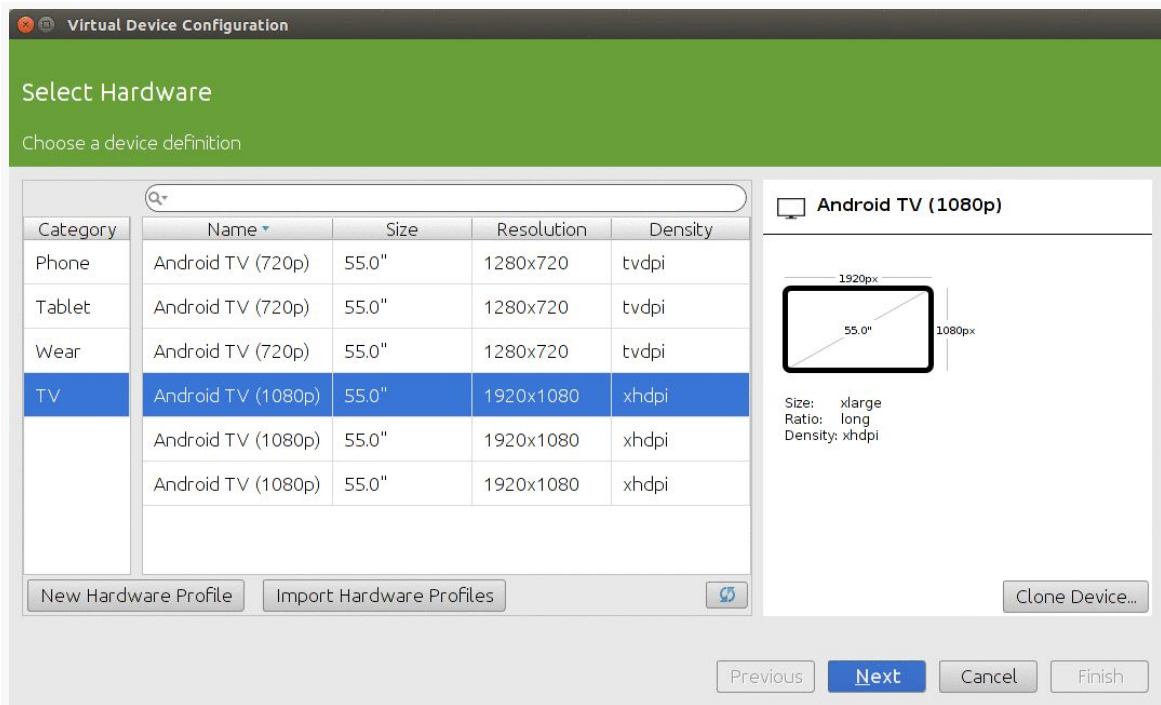 Virtual Device Configuration
Select Hardware
Choose a device definition
Category
Name Size Resolution Density
Phone
Tablet
Wear
TV
Android TV (720p) 55.0" 1280x720 tvdpi
Android TV (720p) 55.0" 1280x720 tvdpi
Android TV (720p) 55.0" 1280x720 tvdpi
Android TV (1080p) 55.0" 1920x1080 xhdpi
Android TV (1080p) 55.0" 1920x1080 xhdpi
Android TV (1080p) 55.0" 1920x1080 xhdpi
New Hardware Profile Import Hardware Profiles
Android TV (1080p)
1920px
55.0"
1080px
Size: xlarge
Ratio: long
Density: xhdpi
Clone Device...
Previous Next Cancel Finish